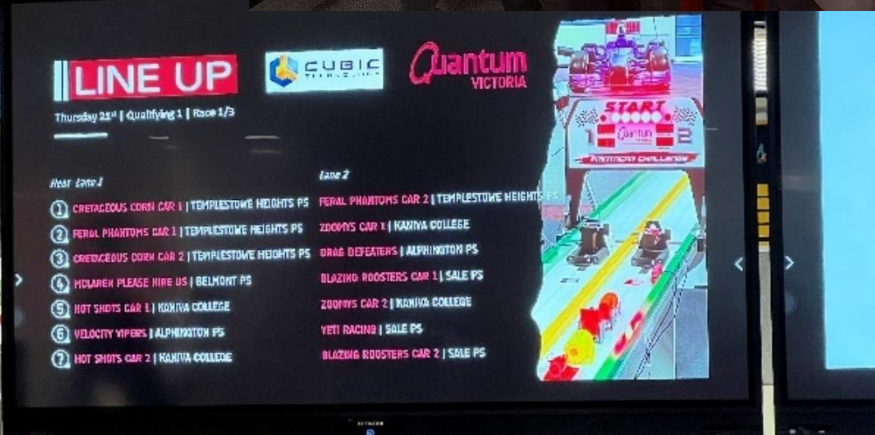 LINE UP
CUBIC
TECHNOLOGY
Quantum
VICTORIA
Thursday 21st | Qualifying 1 | Race 1/3
Heat Lane 1
Lane 2
1 CRETACEOUS CORN CAR 1 | TEMPLESTOWE HEIGHTS PS
FERAL PHANTOMS CAR 2 | TEMPLESTOWE HEIGHTS PS
2 FERAL PHANTOMS CAR 1 | TEMPLESTOWE HEIGHTS PS
ZOOMYS CAR 1 | KANIVA COLLEGE
3 CRETACEOUS CORN CAR 2 | TEMPLESTOWE HEIGHTS PS
DRAG DEFEATERS | ALPHINGTON PS
4 MCLAREN PLEASE HIRE US | BELMONT PS
BLAZING ROOSTERS CAR 1 | SALE PS
5 HOT SHOTS CAR 1 | KANIVA COLLEGE
ZOOMYS CAR 2 | KANIVA COLLEGE
6 VELOCITY VIPERS | ALPHINGTON PS
YETI RACING | SALE PS
7 HOT SHOTS CAR 2 | KANIVA COLLEGE
BLAZING ROOSTERS CAR 2 | SALE PS
START
1 Quantum 2
CHALLENGE